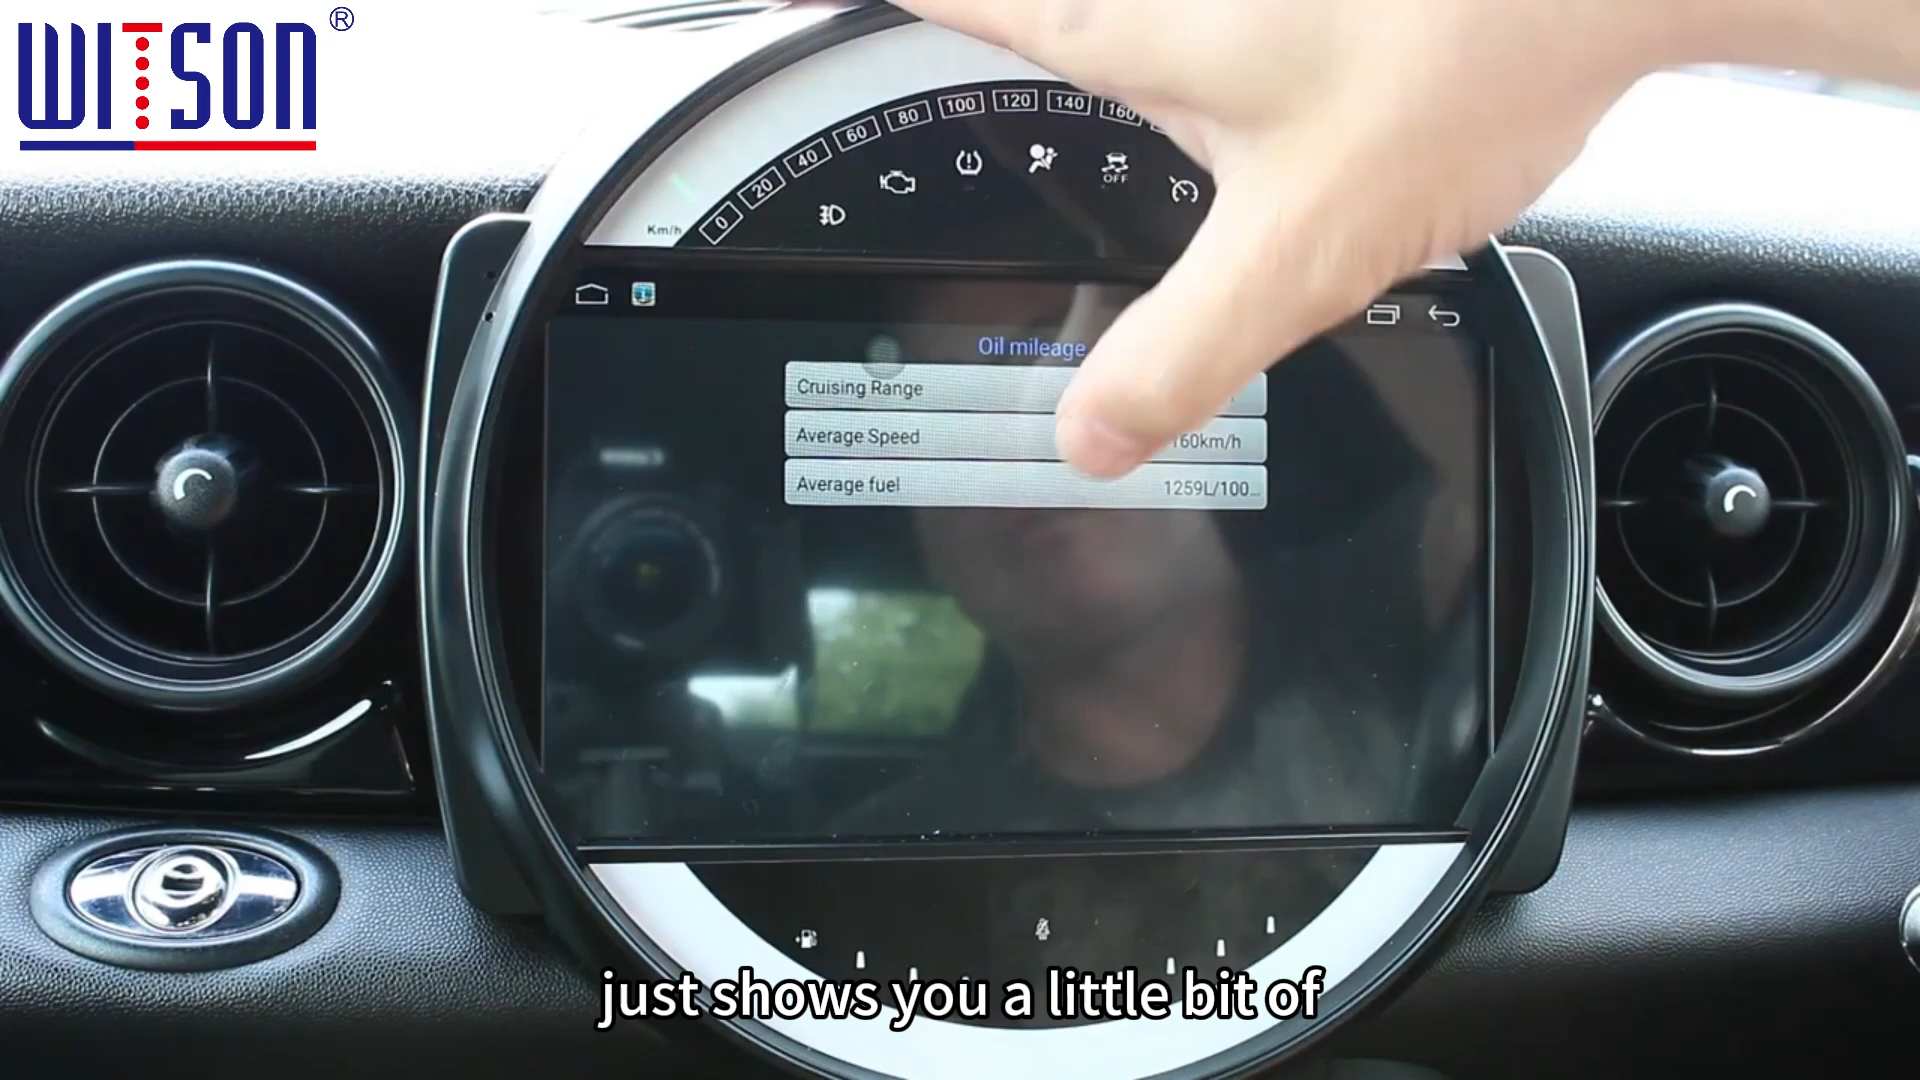 WITSON®
0 20 40 60 80 100 120 140 160
OFF
Km/h
Oil mileage
Cruising Range
Average Speed 160km/h
Average fuel 1259L/100...
just shows you a little bit of